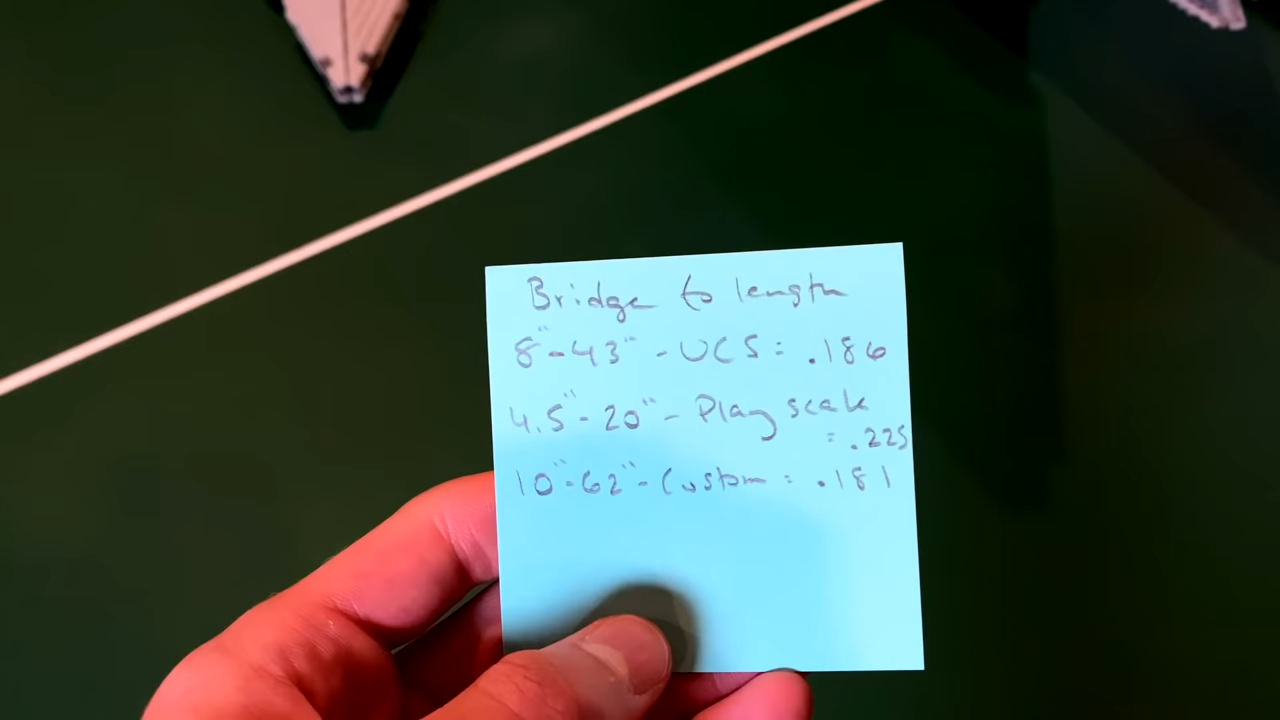 Bridge to length
8"-43" - UCS = .186
4.5"-20" - Play scale
= .225
10"-62"- Custom = .181